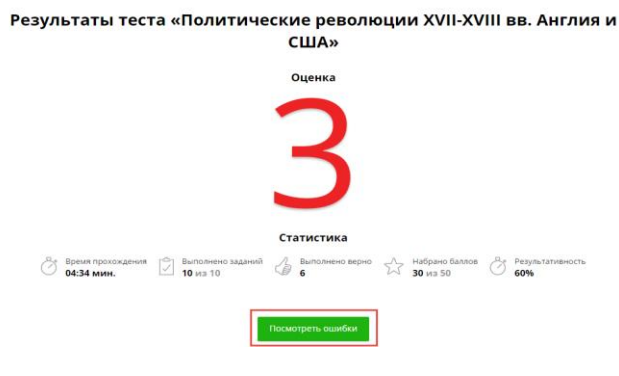 Результаты теста «Политические революции XVII-XVIII вв. Англия и
США»
Оценка
3
Статистика
Время прохождения
04:34 мин.
Выполнено заданий
10 из 10
Выполнено верно
6
Набрано баллов
30 из 50
Результативность
60%
Посмотреть ошибки